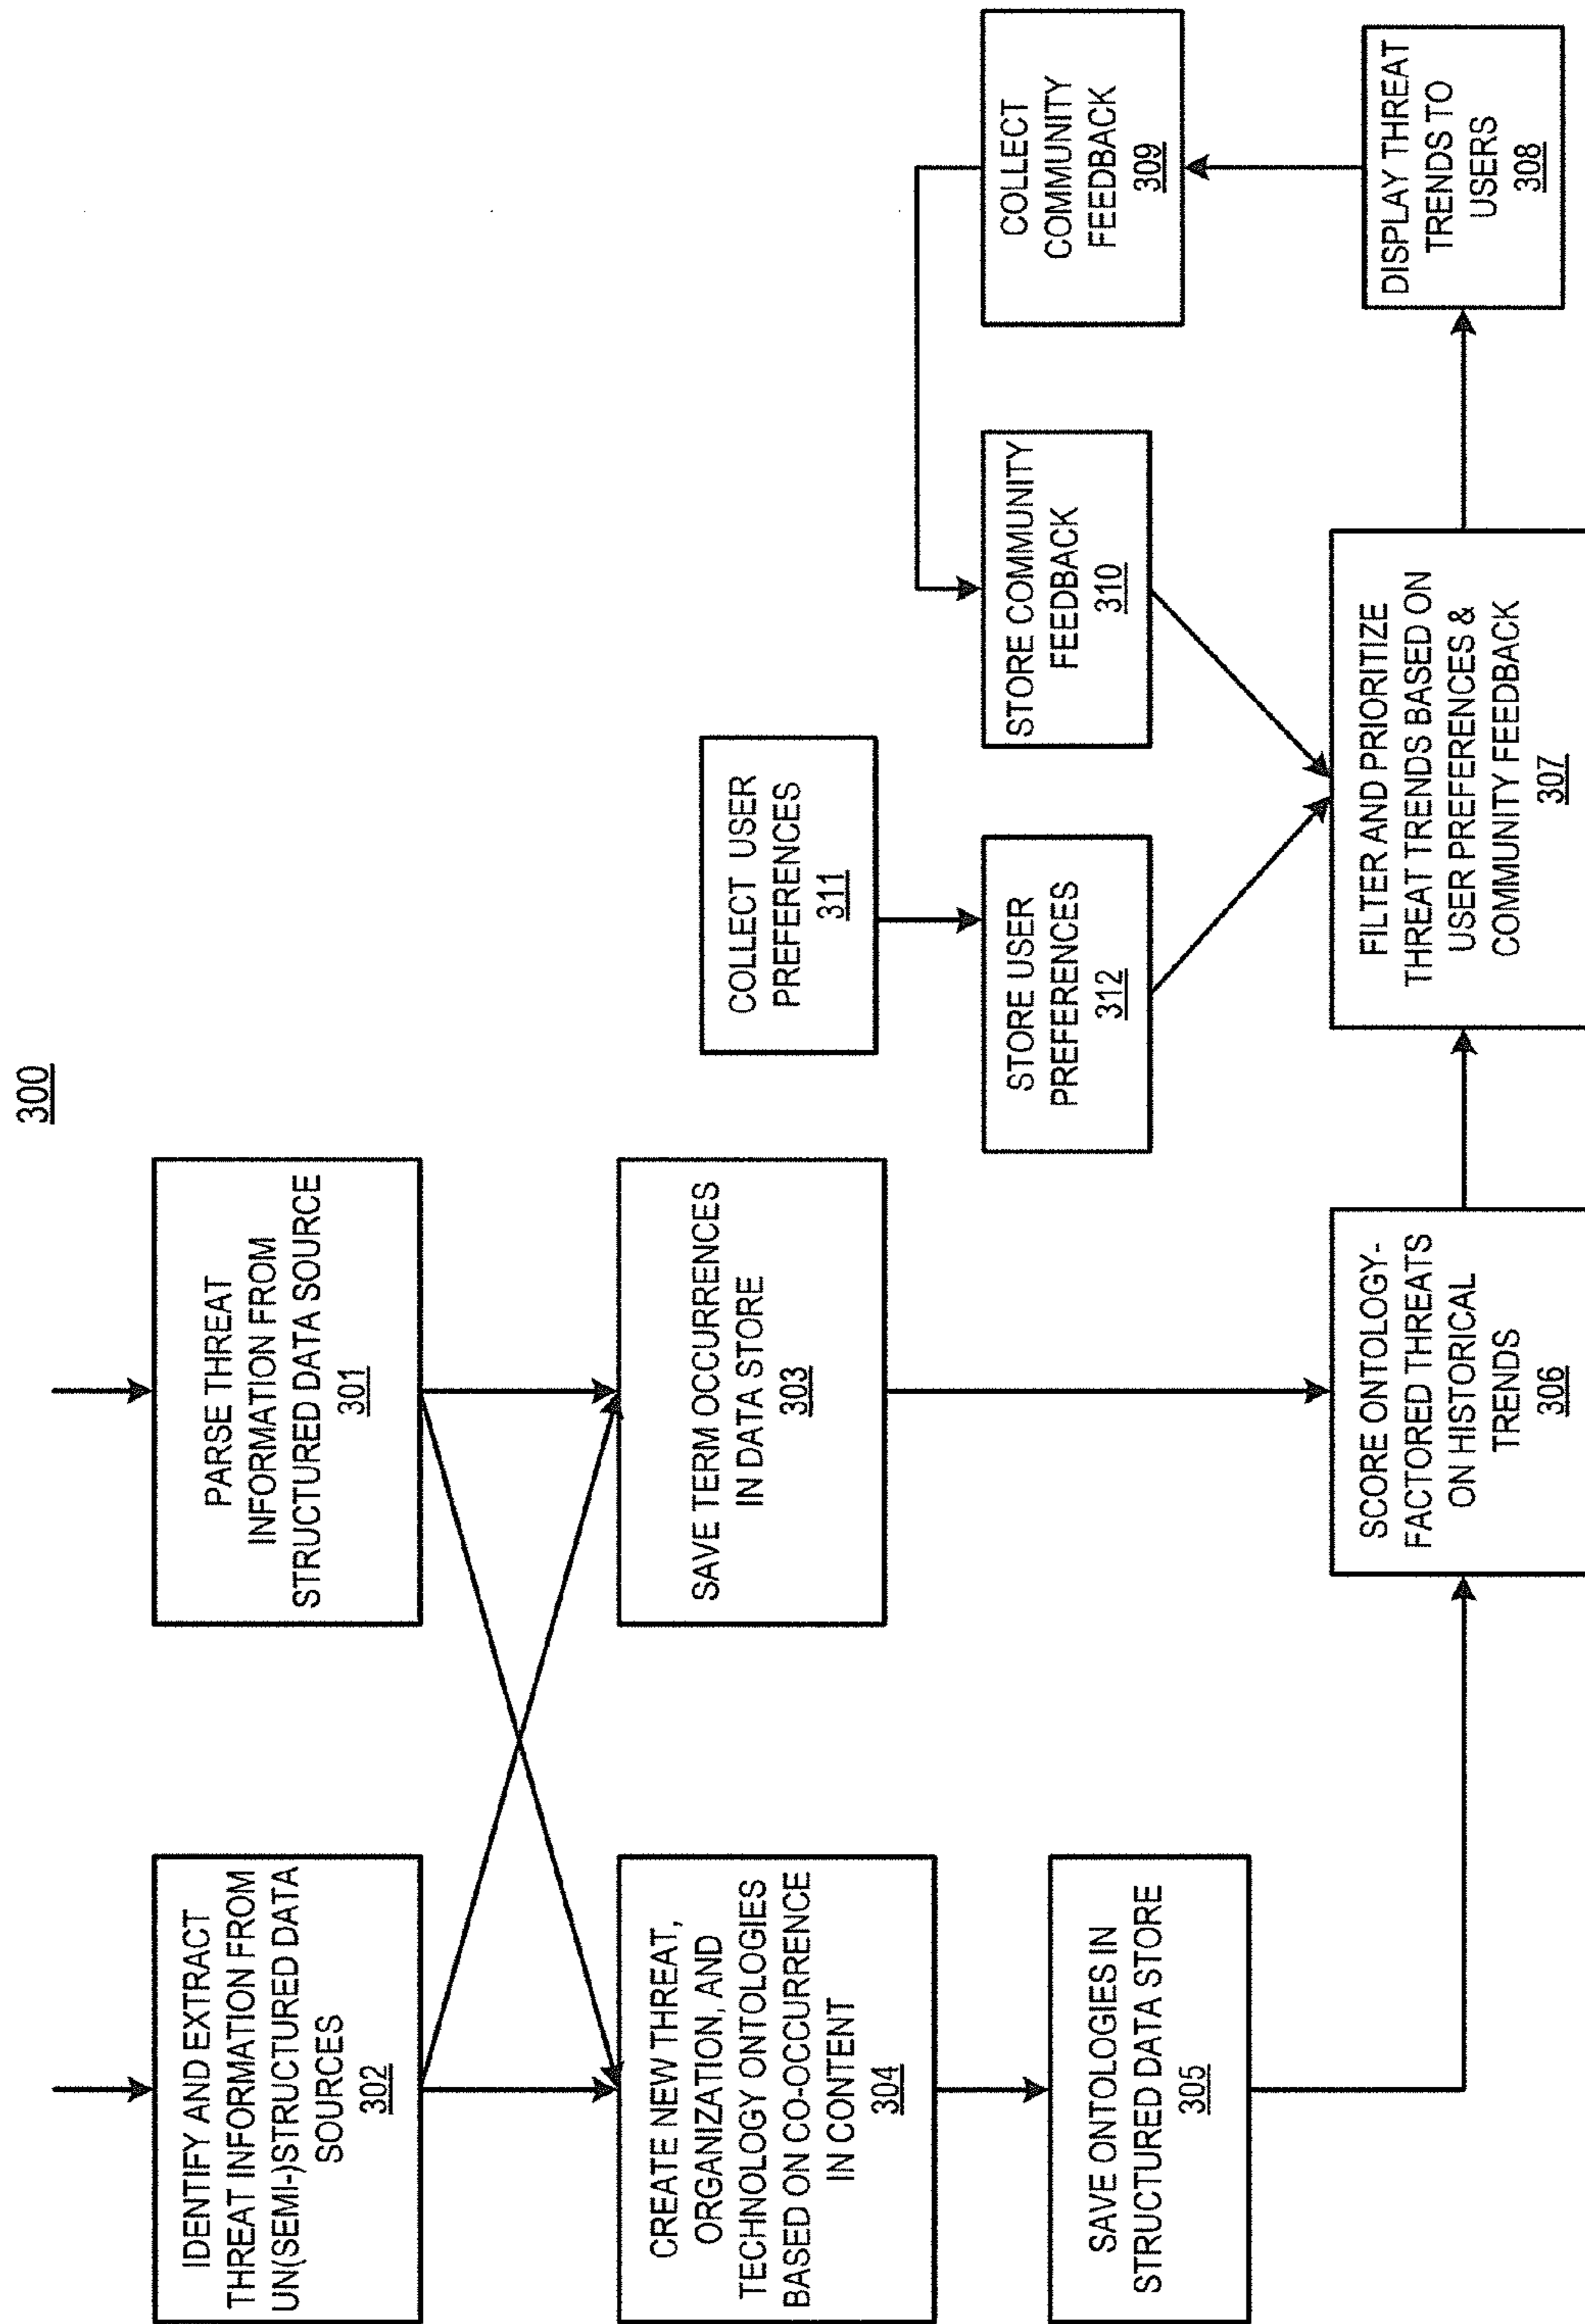 300
IDENTIFY AND EXTRACT
THREAT INFORMATION FROM
UN(SEMI-)STRUCTURED DATA
SOURCES
302
PARSE THREAT
INFORMATION FROM
STRUCTURED DATA SOURCE
301
CREATE NEW THREAT,
ORGANIZATION, AND
TECHNOLOGY ONTOLOGIES
BASED ON CO-OCCURRENCE
IN CONTENT
304
SAVE TERM OCCURRENCES
IN DATA STORE
303
COLLECT USER
PREFERENCES
311
STORE USER
PREFERENCES
312
STORE COMMUNITY
FEEDBACK
310
COLLECT
COMMUNITY
FEEDBACK
309
SAVE ONTOLOGIES IN
STRUCTURED DATA STORE
305
SCORE ONTOLOGY-
FACTORED THREATS
ON HISTORICAL
TRENDS
306
FILTER AND PRIORITIZE
THREAT TRENDS BASED ON
USER PREFERENCES &
COMMUNITY FEEDBACK
307
DISPLAY THREAT
TRENDS TO
USERS
308